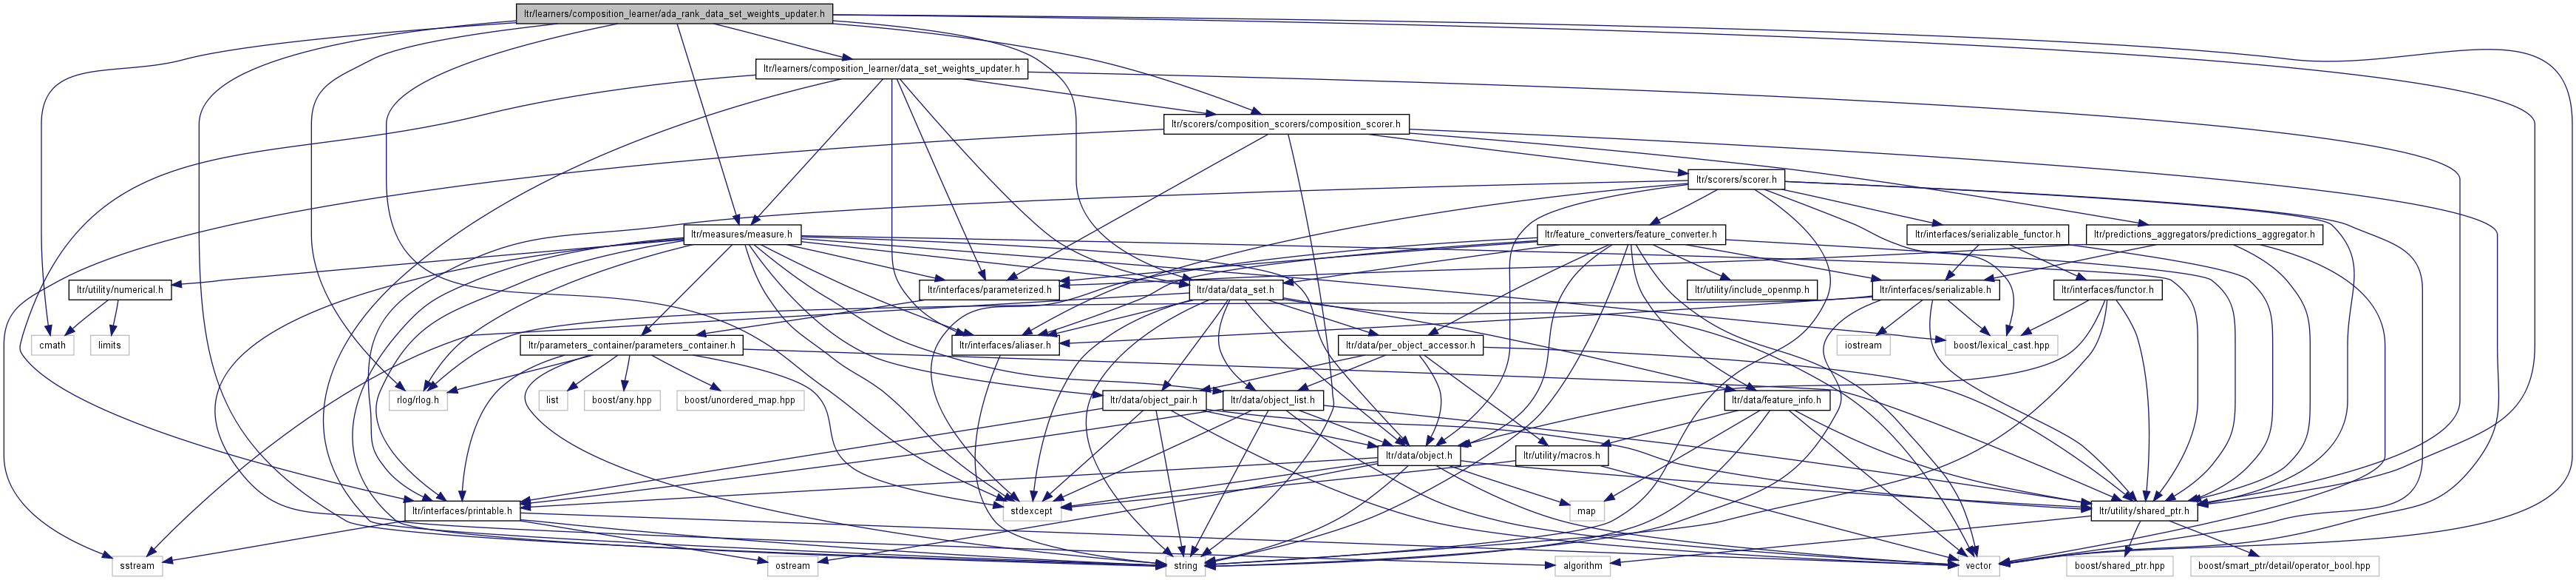 ltr/learners/composition_learner/ada_rank_data_set_weights_updater.h
ltr/learners/composition_learner/data_set_weights_updater.h
ltr/scorers/composition_scorers/composition_scorer.h
ltr/scorers/scorer.h
ltr/measures/measure.h
ltr/feature_converters/feature_converter.h
ltr/interfaces/serializable_functor.h
ltr/predictions_aggregators/predictions_aggregator.h
ltr/utility/numerical.h
ltr/interfaces/parameterized.h
ltr/data/data_set.h
ltr/utility/include_openmp.h
ltr/interfaces/serializable.h
ltr/interfaces/functor.h
cmath
limits
ltr/parameters_container/parameters_container.h
ltr/interfaces/aliaser.h
ltr/data/per_object_accessor.h
iostream
boost/lexical_cast.hpp
rlog/rlog.h
list
boost/any.hpp
boost/unordered_map.hpp
ltr/data/object_pair.h
ltr/data/object_list.h
ltr/data/feature_info.h
ltr/data/object.h
ltr/utility/macros.h
ltr/interfaces/printable.h
stdexcept
map
ltr/utility/shared_ptr.h
sstream
ostream
string
algorithm
vector
boost/shared_ptr.hpp
boost/smart_ptr/detail/operator_bool.hpp